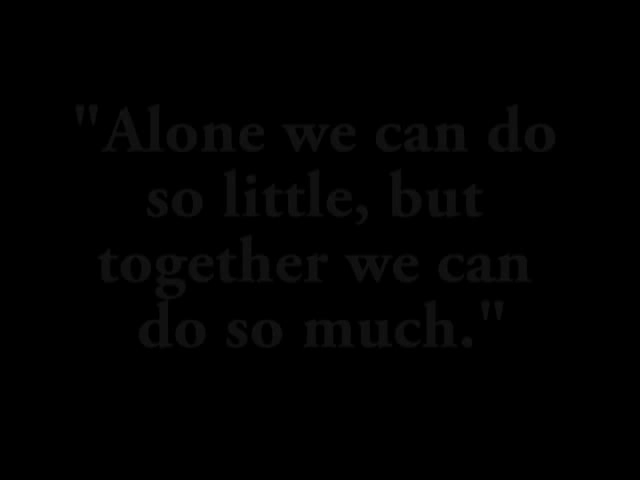 "Alone we can do
so little, but
together we can
do so much."